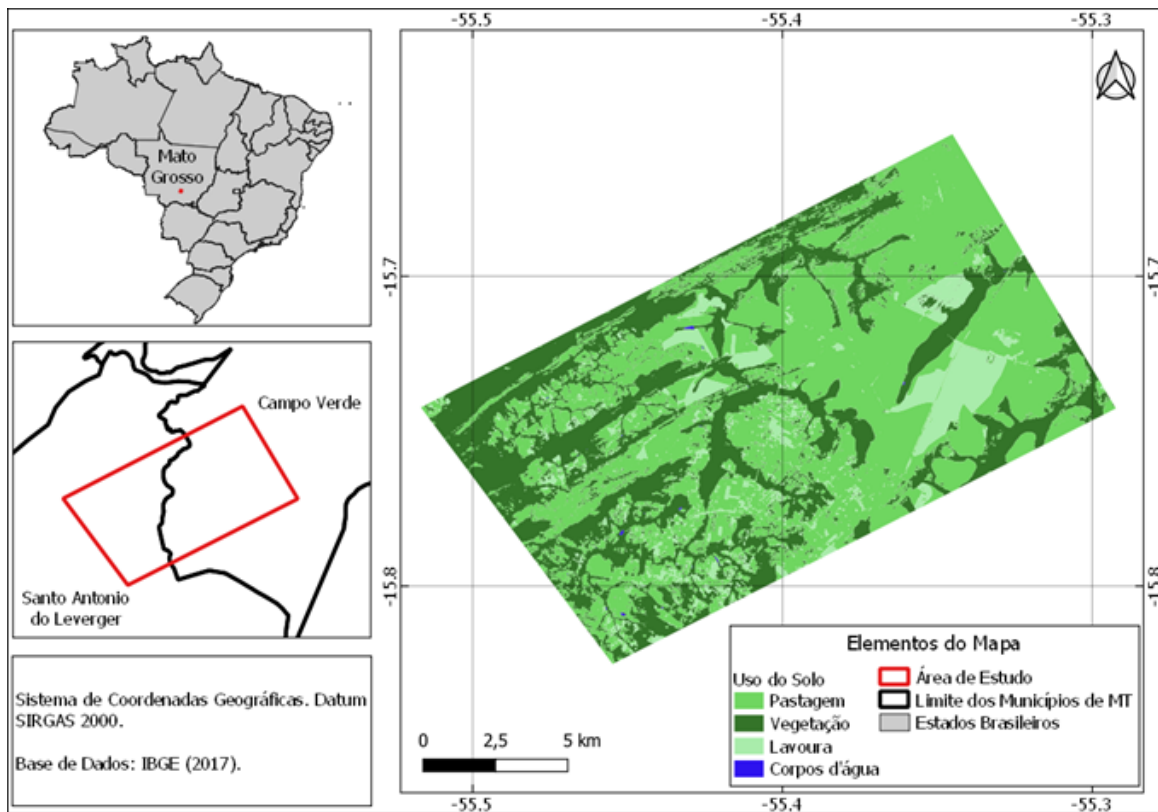 Mato
Grosso
Campo Verde
Santo Antonio
do Leverger
Sistema de Coordenadas Geográficas. Datum
SIRGAS 2000.
Base de Dados: IBGE (2017).
-55.5
-55.4
-55.3
-15.7
-15.7
-15.8
-15.8
0
2,5
5 km
Elementos do Mapa
Uso do Solo
Pastagem
Vegetação
Lavoura
Corpos d'água
Área de Estudo
Limite dos Municípios de MT
Estados Brasileiros
-55.5
-55.4
-55.3